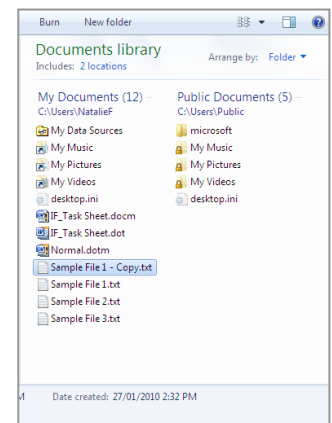 Burn New folder
Documents library
Includes: 2 locations
Arrange by: Folder
My Documents (12)
C:\Users\NatalieF
My Data Sources
My Music
My Pictures
My Videos
desktop.ini
IF_Task Sheet.docm
IF_Task Sheet.dot
Normal.dotm
Sample File 1 - Copy.txt
Sample File 1.txt
Sample File 2.txt
Sample File 3.txt
Public Documents (5)
C:\Users\Public
microsoft
My Music
My Pictures
My Videos
desktop.ini
M Date created: 27/01/2010 2:32 PM